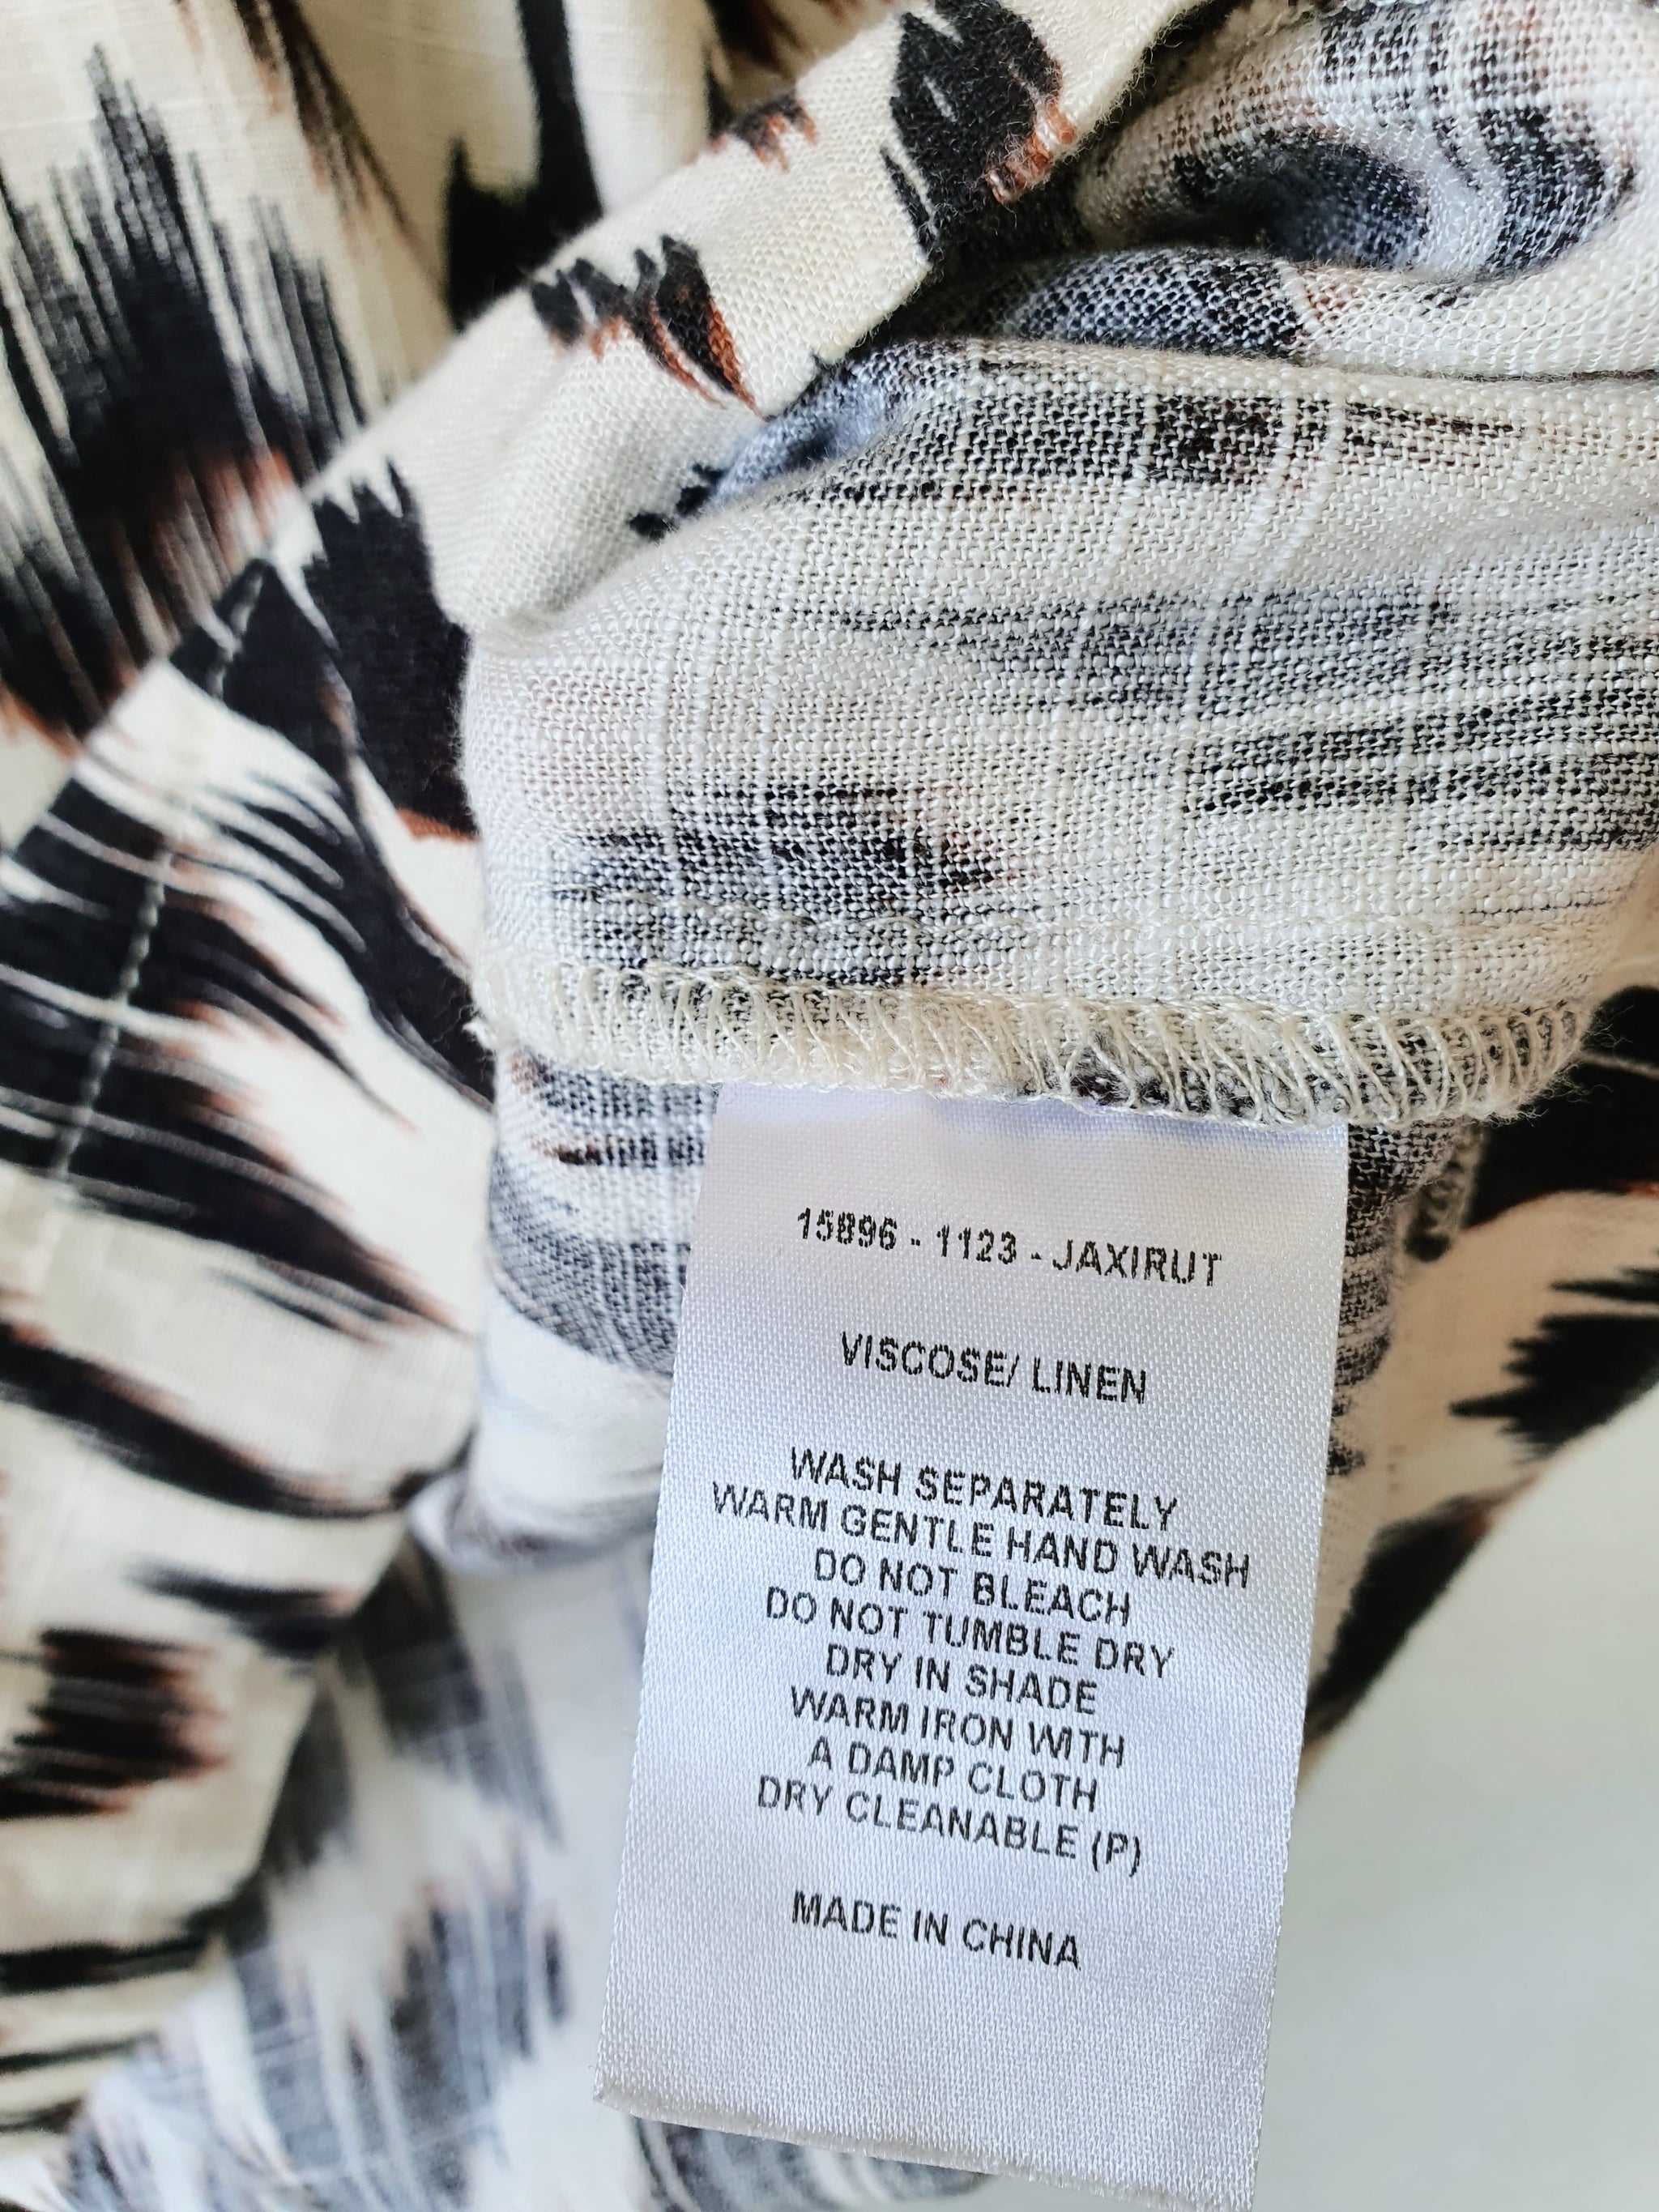 15896 - 1123 - JAXIRUT
VISCOSE/ LINEN
WASH SEPARATELY
WARM GENTLE HAND WASH
DO NOT BLEACH
DO NOT TUMBLE DRY
DRY IN SHADE
WARM IRON WITH
A DAMP CLOTH
DRY CLEANABLE (P)
MADE IN CHINA